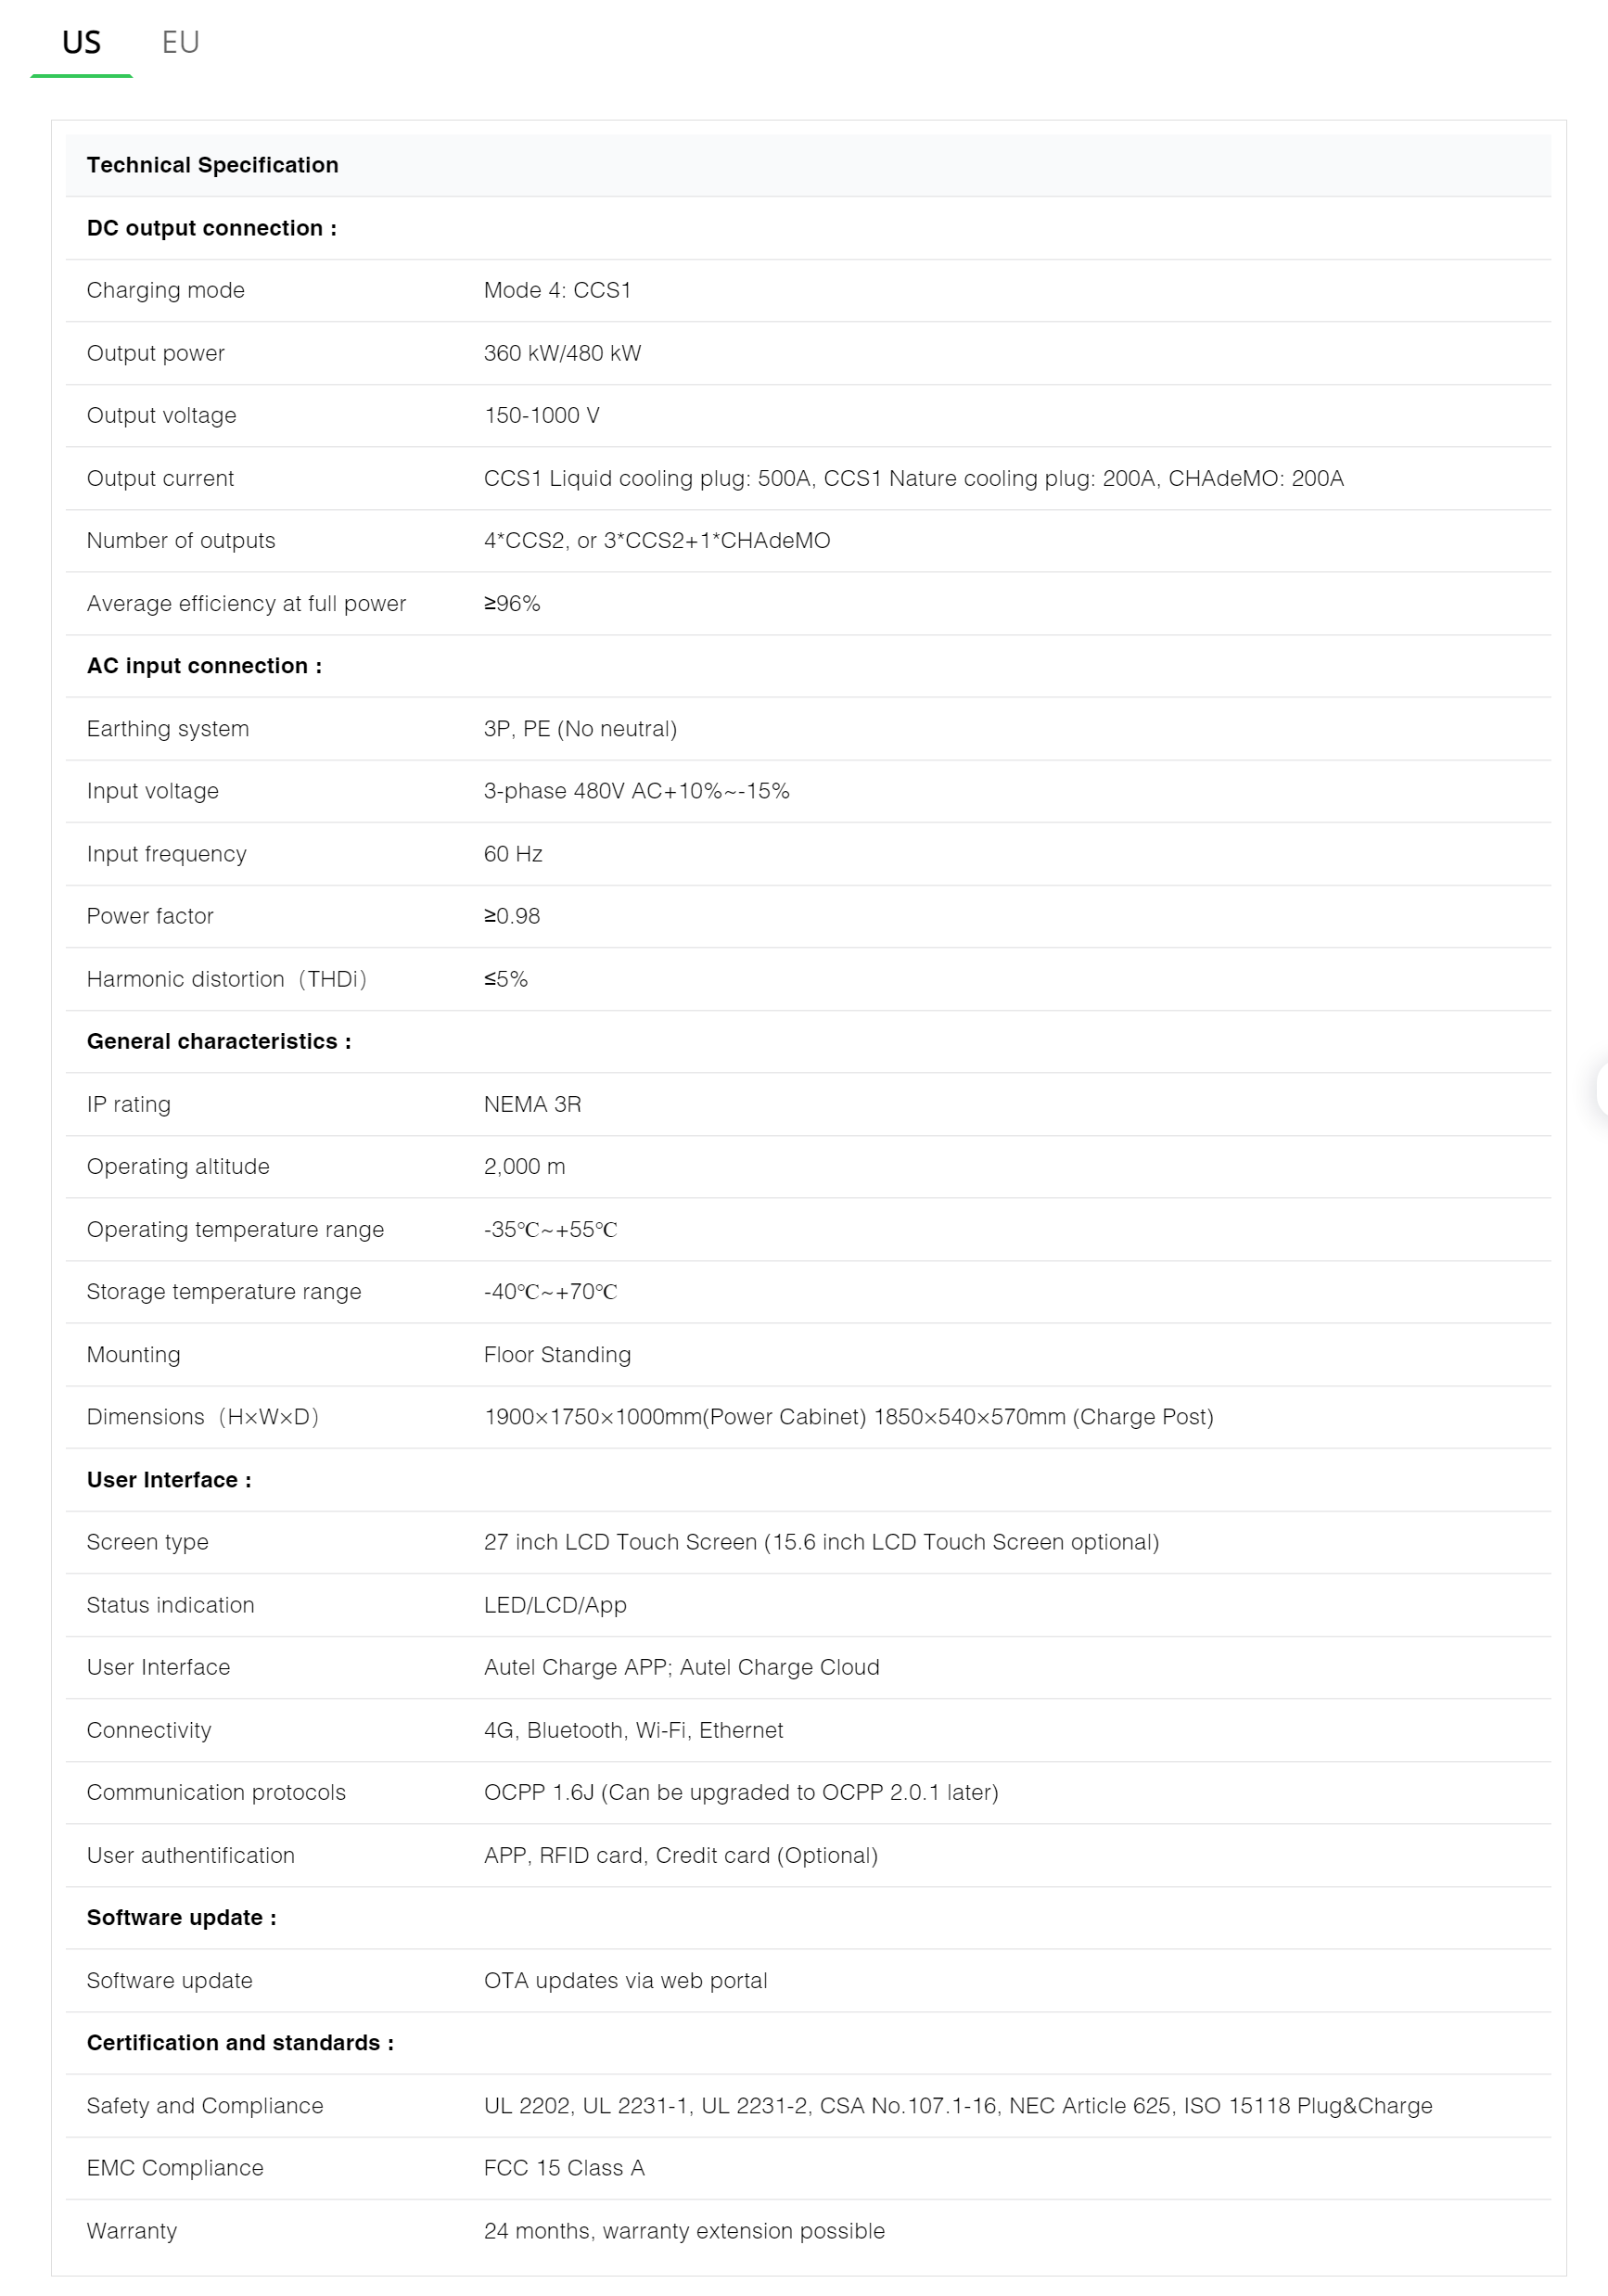 US EU
Technical Specification
DC output connection :
Charging mode Mode 4: CCS1
Output power 360 kW/480 kW
Output voltage 150-1000 V
Output current CCS1 Liquid cooling plug: 500A, CCS1 Nature cooling plug: 200A, CHAdeMO: 200A
Number of outputs 4*CCS2, or 3*CCS2+1*CHAdeMO
Average efficiency at full power ≥96%
AC input connection :
Earthing system 3P, PE (No neutral)
Input voltage 3-phase 480V AC+10%~-15%
Input frequency 60 Hz
Power factor ≥0.98
Harmonic distortion（THDi） ≤5%
General characteristics :
IP rating NEMA 3R
Operating altitude 2,000 m
Operating temperature range -35℃~+55℃
Storage temperature range -40℃~+70℃
Mounting Floor Standing
Dimensions（H×W×D） 1900×1750×1000mm(Power Cabinet) 1850×540×570mm (Charge Post)
User Interface :
Screen type 27 inch LCD Touch Screen (15.6 inch LCD Touch Screen optional)
Status indication LED/LCD/App
User Interface Autel Charge APP; Autel Charge Cloud
Connectivity 4G, Bluetooth, Wi-Fi, Ethernet
Communication protocols OCPP 1.6J (Can be upgraded to OCPP 2.0.1 later)
User authentification APP, RFID card, Credit card (Optional)
Software update :
Software update OTA updates via web portal
Certification and standards :
Safety and Compliance UL 2202, UL 2231-1, UL 2231-2, CSA No.107.1-16, NEC Article 625, ISO 15118 Plug&Charge
EMC Compliance FCC 15 Class A
Warranty 24 months, warranty extension possible